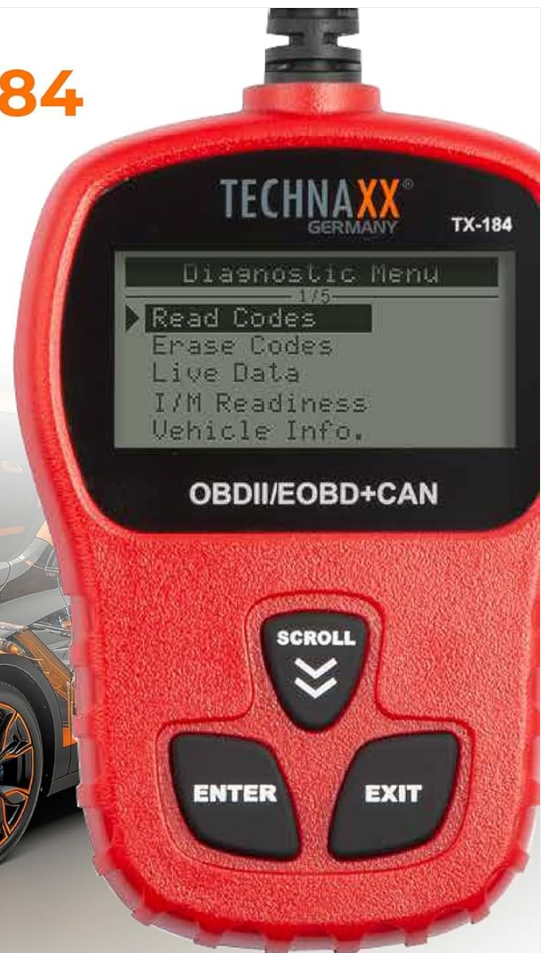 84
TECHNAXX®
GERMANY
TX-184
Diagnostic Menu
1/5
Read Codes
Erase Codes
Live Data
I/M Readiness
Vehicle Info.
OBDII/EOBD+CAN
SCROLL
ENTER
EXIT